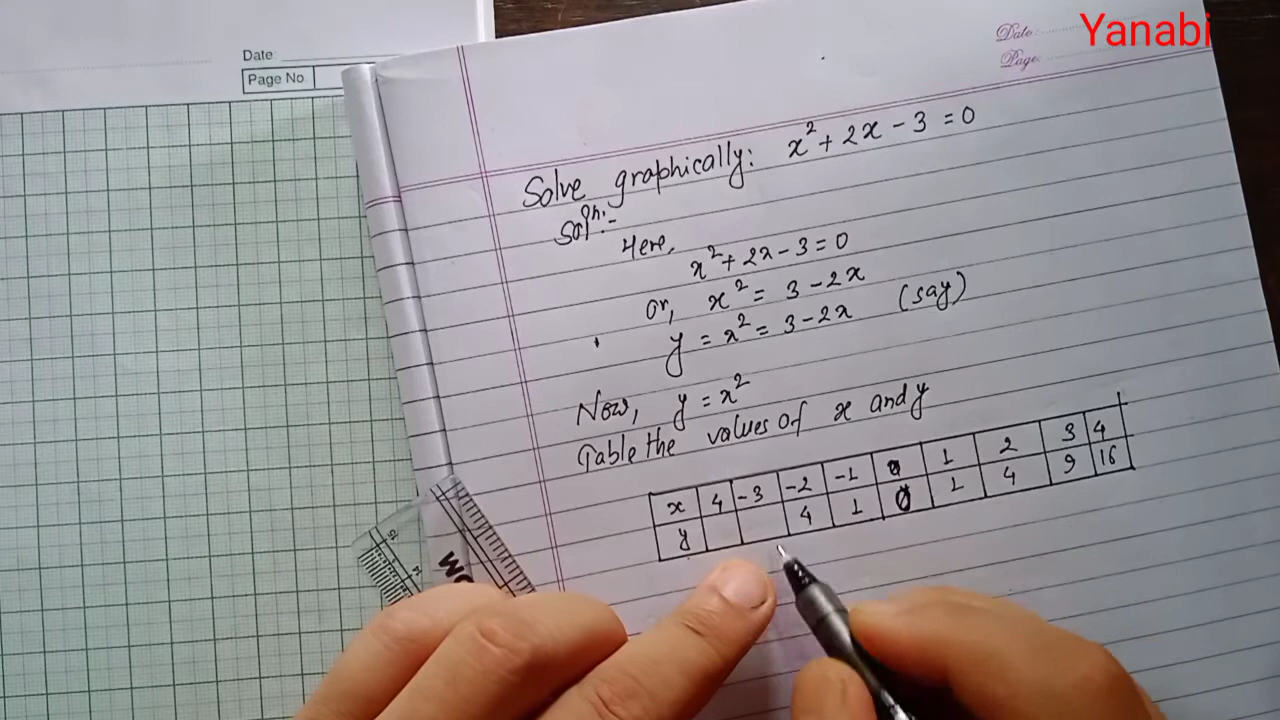 Yanabi
Date:
Page:
Date:
Page No
Solve graphically: x² + 2x - 3 = 0
Solⁿ:-
Here,
x² + 2x - 3 = 0
or, x² = 3 - 2x
y = x² = 3 - 2x (say)
Now, y = x²
Table the values of x and y
x 4 -3 -2 -1 0 1 2 3 4
y 4 1 0 1 4 9 16
15
14